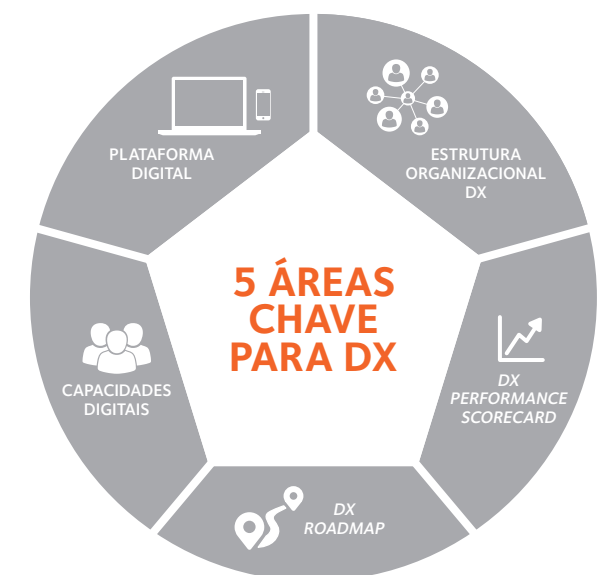 PLATAFORMA
DIGITAL
ESTRUTURA
ORGANIZACIONAL
DX
5 ÁREAS
CHAVE
PARA DX
CAPACIDADES
DIGITAIS
DX
PERFORMANCE
SCORECARD
DX
ROADMAP